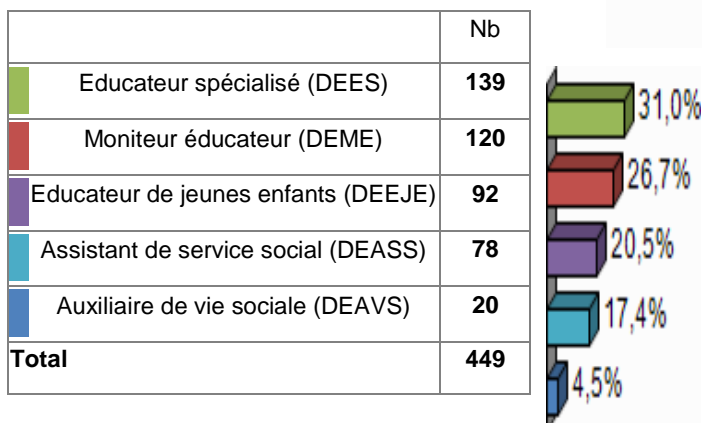 Nb
Educateur spécialisé (DEES) 139 31,0%
Moniteur éducateur (DEME) 120 26,7%
Educateur de jeunes enfants (DEEJE) 92 20,5%
Assistant de service social (DEASS) 78 17,4%
Auxiliaire de vie sociale (DEAVS) 20 4,5%
Total 449